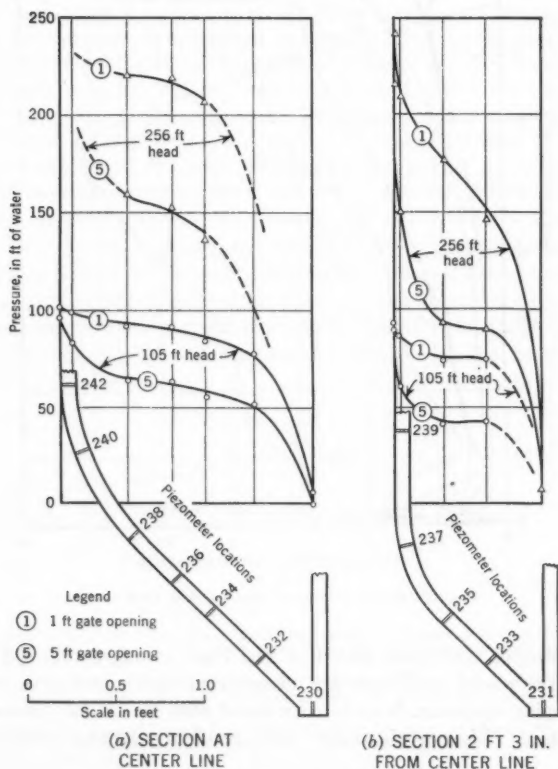 250
200
150
100
50
0
Pressure, in ft of water
1
256 ft
head
5
1
105 ft head
5
242
240
238
236
234
232
230
Piezometer locations
Legend
1 1 ft gate opening
5 5 ft gate opening
0 0.5 1.0
Scale in feet
(a) SECTION AT
CENTER LINE
1
256 ft
head
5
1
105 ft head
5
239
237
235
233
231
Piezometer locations
(b) SECTION 2 FT 3 IN.
FROM CENTER LINE